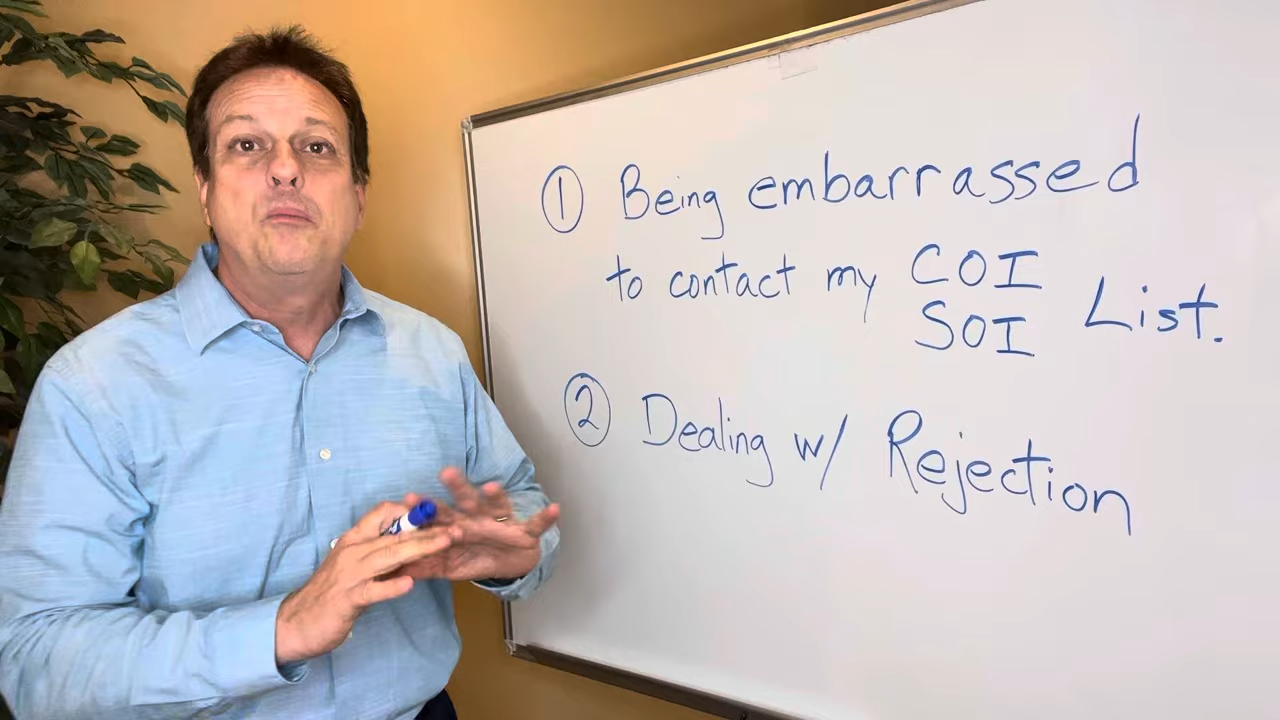 ① Being embarrassed
to contact my COI
SOI List.
② Dealing w/ Rejection